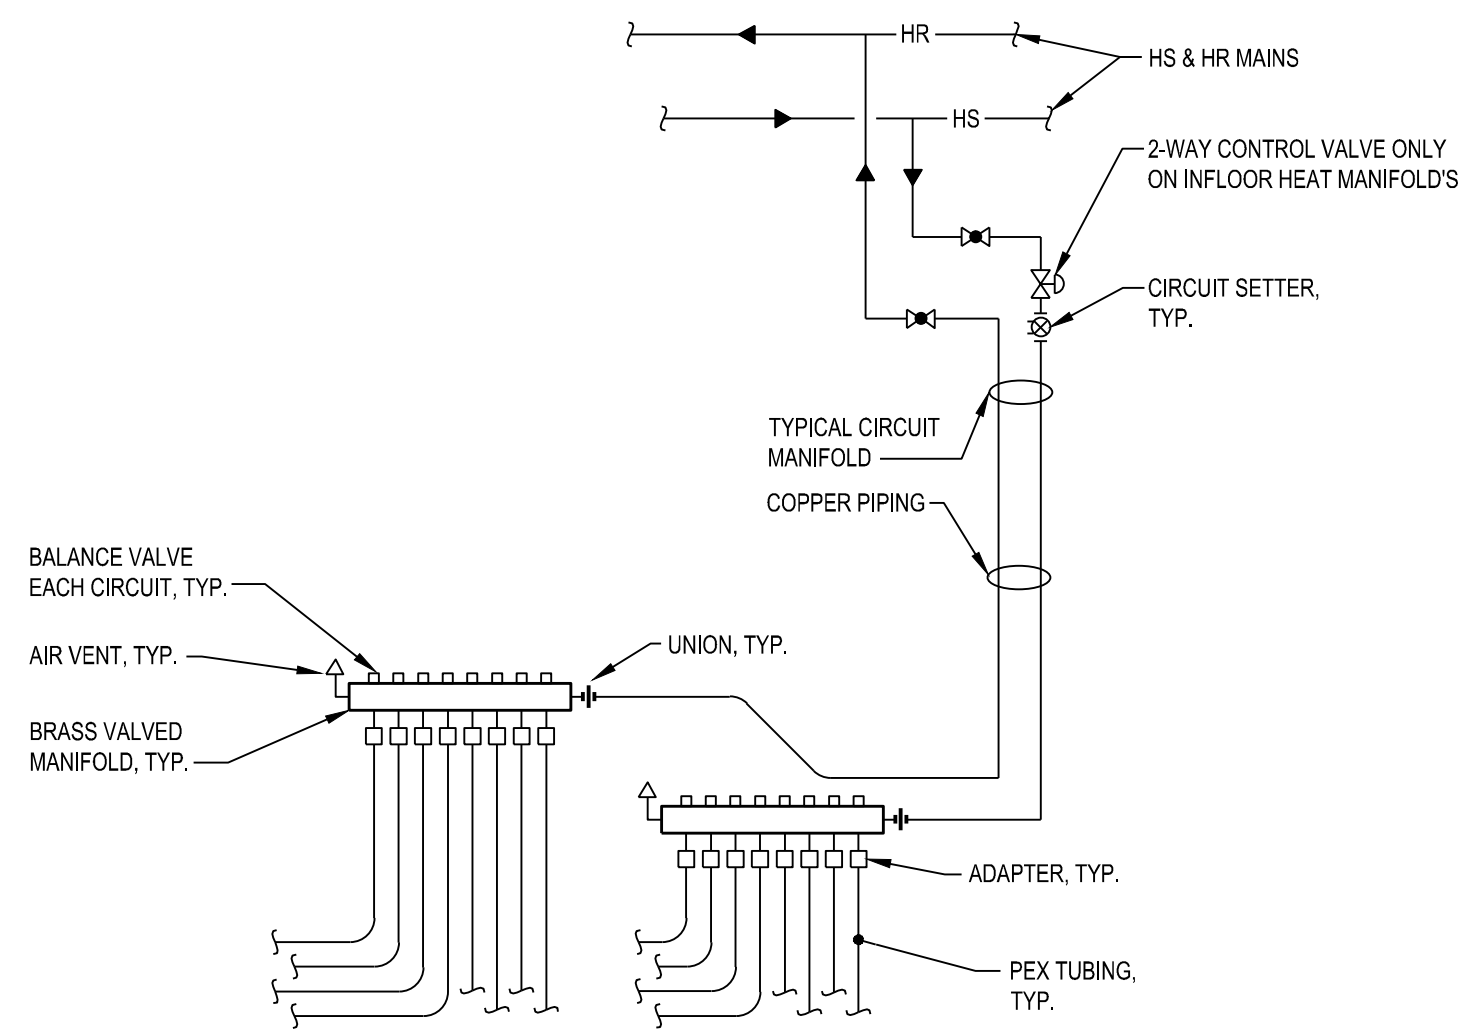 HR
HS & HR MAINS
HS
2-WAY CONTROL VALVE ONLY
ON INFLOOR HEAT MANIFOLD'S
CIRCUIT SETTER,
TYP.
TYPICAL CIRCUIT
MANIFOLD
COPPER PIPING
BALANCE VALVE
EACH CIRCUIT, TYP.
UNION, TYP.
AIR VENT, TYP.
BRASS VALVED
MANIFOLD, TYP.
ADAPTER, TYP.
PEX TUBING,
TYP.